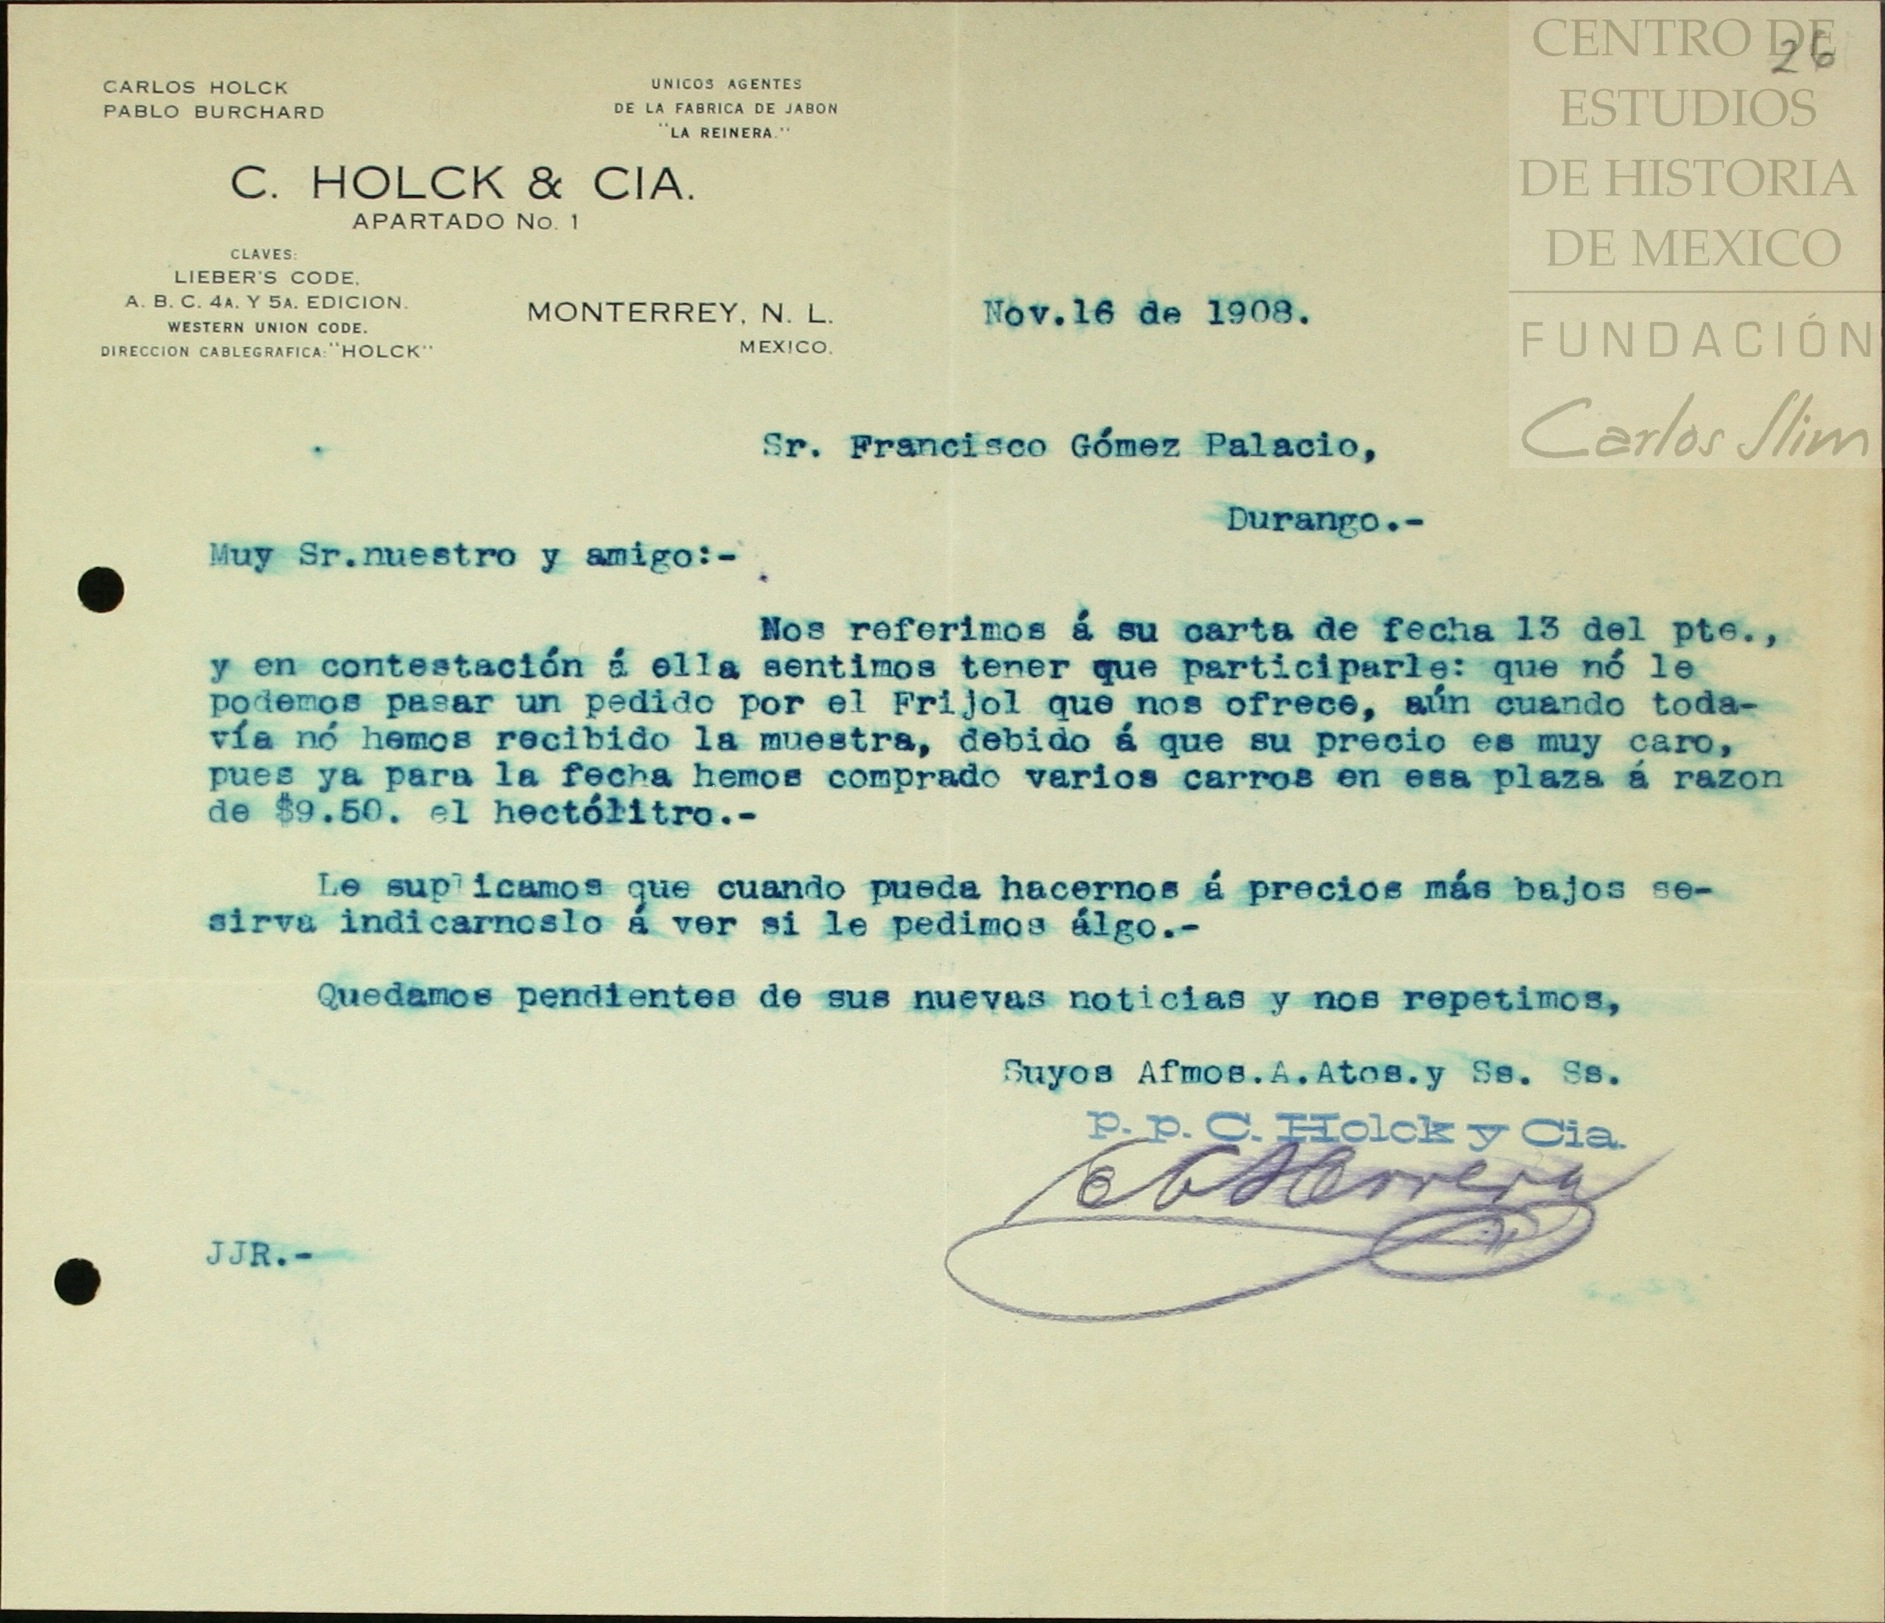 CARLOS HOLCK
PABLO BURCHARD
UNICOS AGENTES
DE LA FABRICA DE JABON
"LA REINERA."
C. HOLCK & CIA.
APARTADO No. 1
CLAVES:
LIEBER'S CODE.
A. B. C. 4A. Y 5A. EDICION.
WESTERN UNION CODE.
DIRECCION CABLEGRAFICA: "HOLCK"
MONTERREY, N. L.
MEXICO.
26
CENTRO DE
ESTUDIOS
DE HISTORIA
DE MEXICO
FUNDACIÓN
Carlos Slim
Nov.16 de 1908.
Sr. Francisco Gómez Palacio,
Durango.-
Muy Sr.nuestro y amigo:-
Nos referimos á su carta de fecha 13 del pte.,
y en contestación á ella sentimos tener que participarle: que nó le
podemos pasar un pedido por el Frijol que nos ofrece, aún cuando toda-
vía nó hemos recibido la muestra, debido á que su precio es muy caro,
pues ya para la fecha hemos comprado varios carros en esa plaza á razon
de $9.50. el hectólitro.-
Le suplicamos que cuando pueda hacernos á precios más bajos se-
sirva indicarnoslo á ver si le pedimos álgo.-
Quedamos pendientes de sus nuevas noticias y nos repetimos,
Suyos Afmos.A.Atos.y Ss. Ss.
p. p. C. Holck y Cia.
Herrera
JJR.-